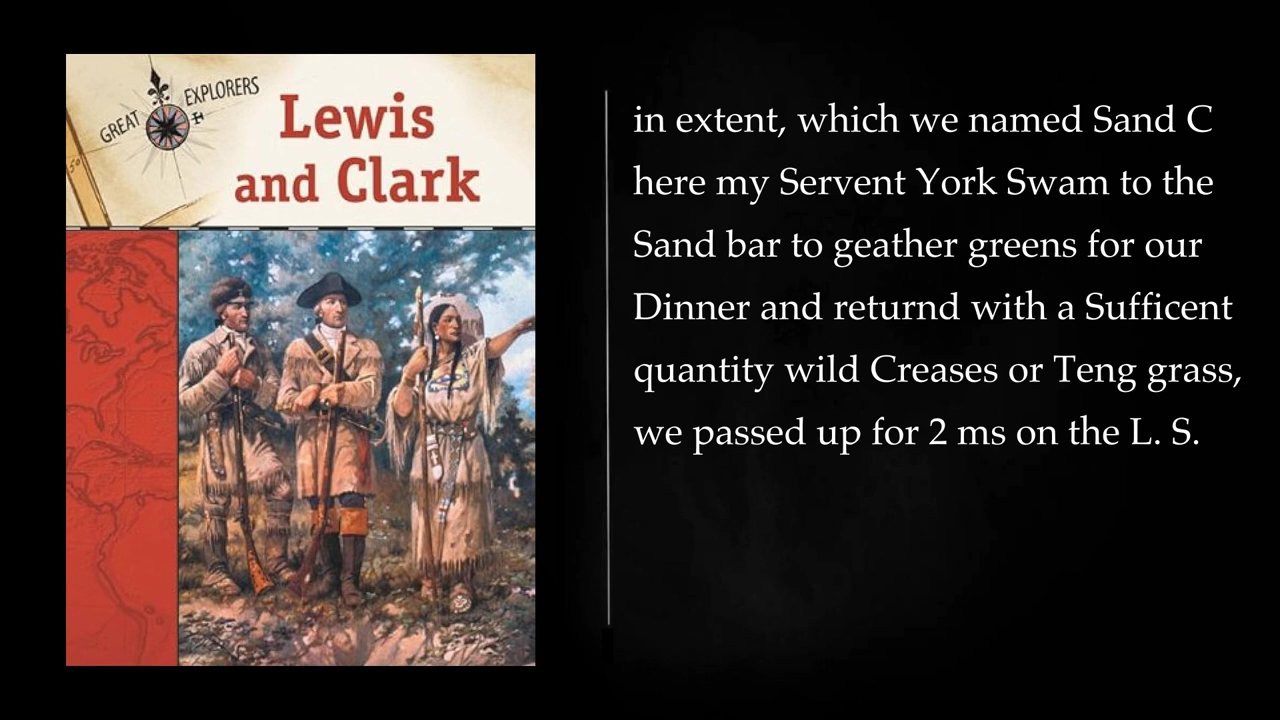 GREAT EXPLORERS
Lewis
and Clark
50
in extent, which we named Sand C
here my Servent York Swam to the
Sand bar to geather greens for our
Dinner and returnd with a Sufficent
quantity wild Creases or Teng grass,
we passed up for 2 ms on the L. S.